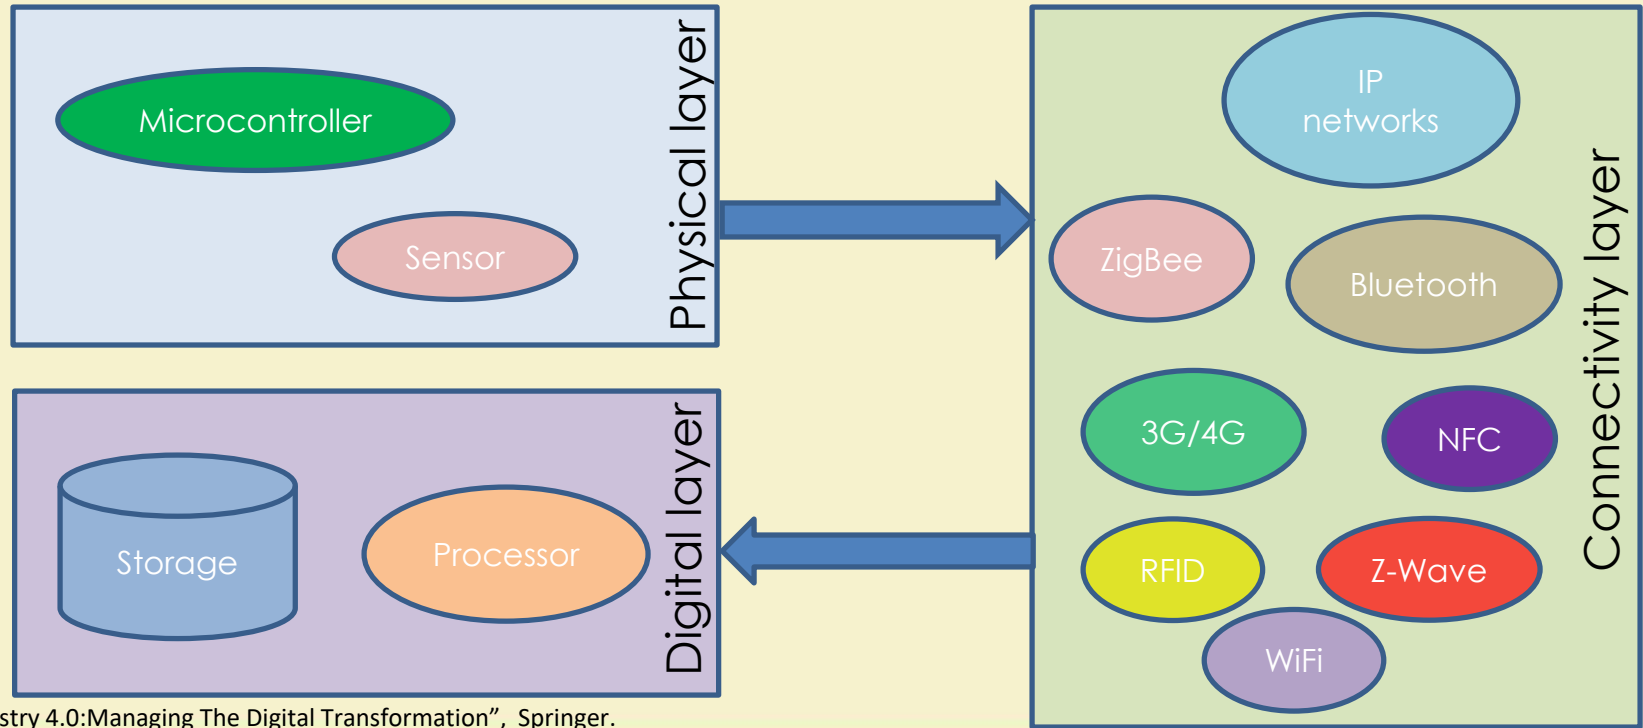 Microcontroller
Sensor
Physical layer
IP
networks
ZigBee
Bluetooth
3G/4G
NFC
RFID
Z-Wave
WiFi
Connectivity layer
Storage
Processor
Digital layer
stry 4.0:Managing The Digital Transformation”, Springer.